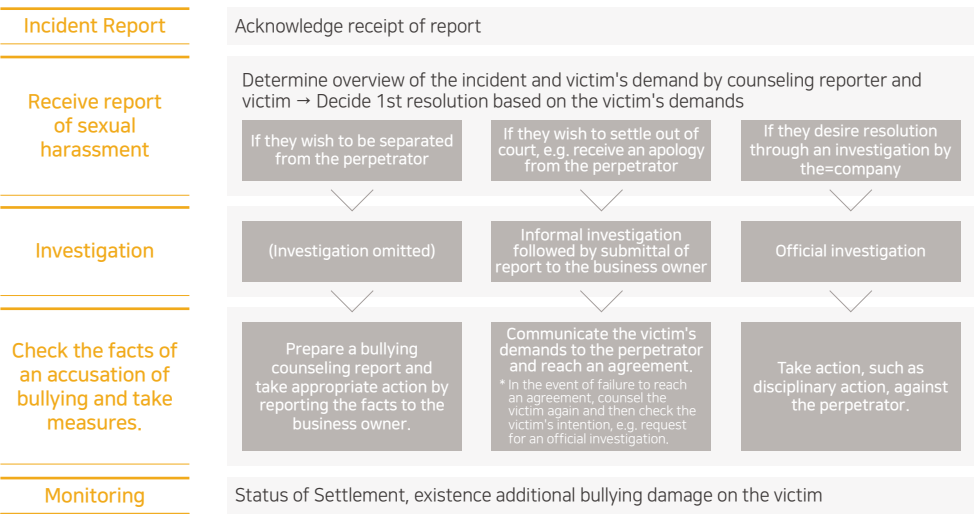 Incident Report
Acknowledge receipt of report
Receive report
of sexual
harassment
Determine overview of the incident and victim's demand by counseling reporter and
victim → Decide 1st resolution based on the victim's demands
If they wish to be separated
from the perpetrator
If they wish to settle out of
court, e.g. receive an apology
from the perpetrator
If they desire resolution
through an investigation by
the=company
Investigation
(Investigation omitted)
Informal investigation
followed by submittal of
report to the business owner
Official investigation
Check the facts of
an accusation of
bullying and take
measures.
Prepare a bullying
counseling report and
take appropriate action by
reporting the facts to the
business owner.
Communicate the victim's
demands to the perpetrator
and reach an agreement.
* In the event of failure to reach
an agreement, counsel the
victim again and then check the
victim's intention, e.g. request
for an official investigation.
Take action, such as
disciplinary action, against
the perpetrator.
Monitoring
Status of Settlement, existence additional bullying damage on the victim